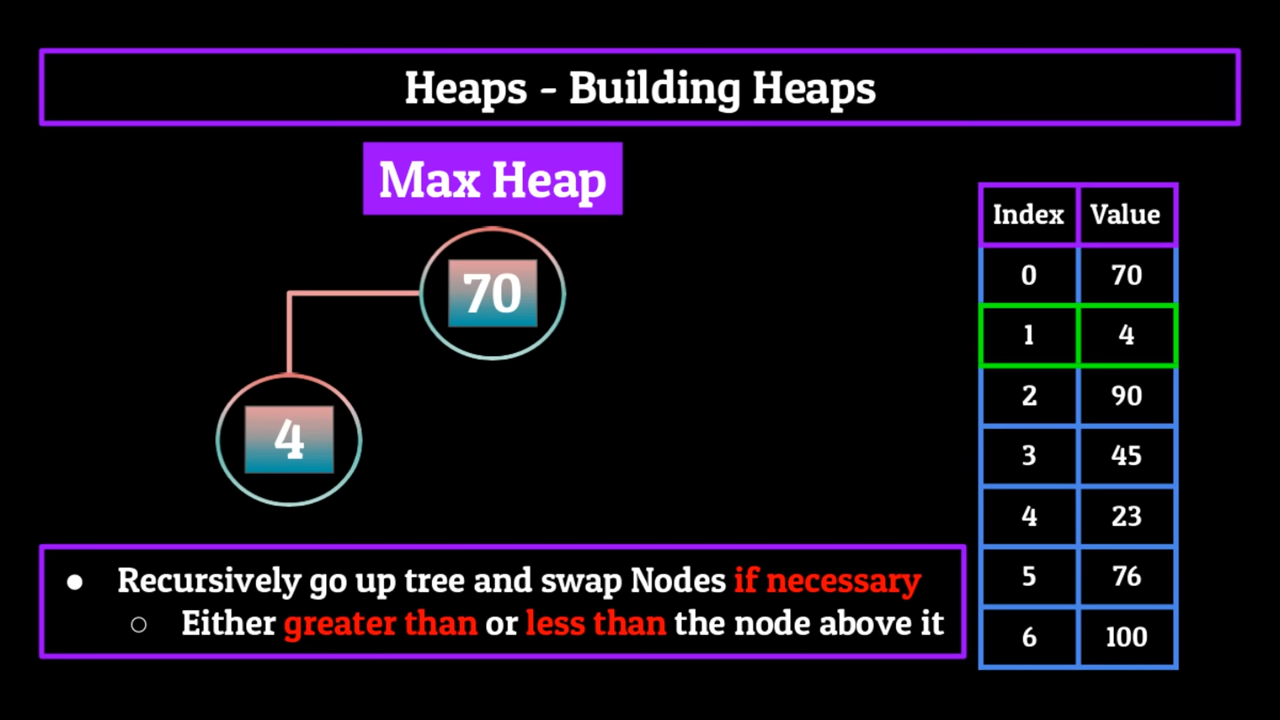 Heaps - Building Heaps
Max Heap
70
4
Index Value
0 70
1 4
2 90
3 45
4 23
5 76
6 100
● Recursively go up tree and swap Nodes if necessary
○ Either greater than or less than the node above it